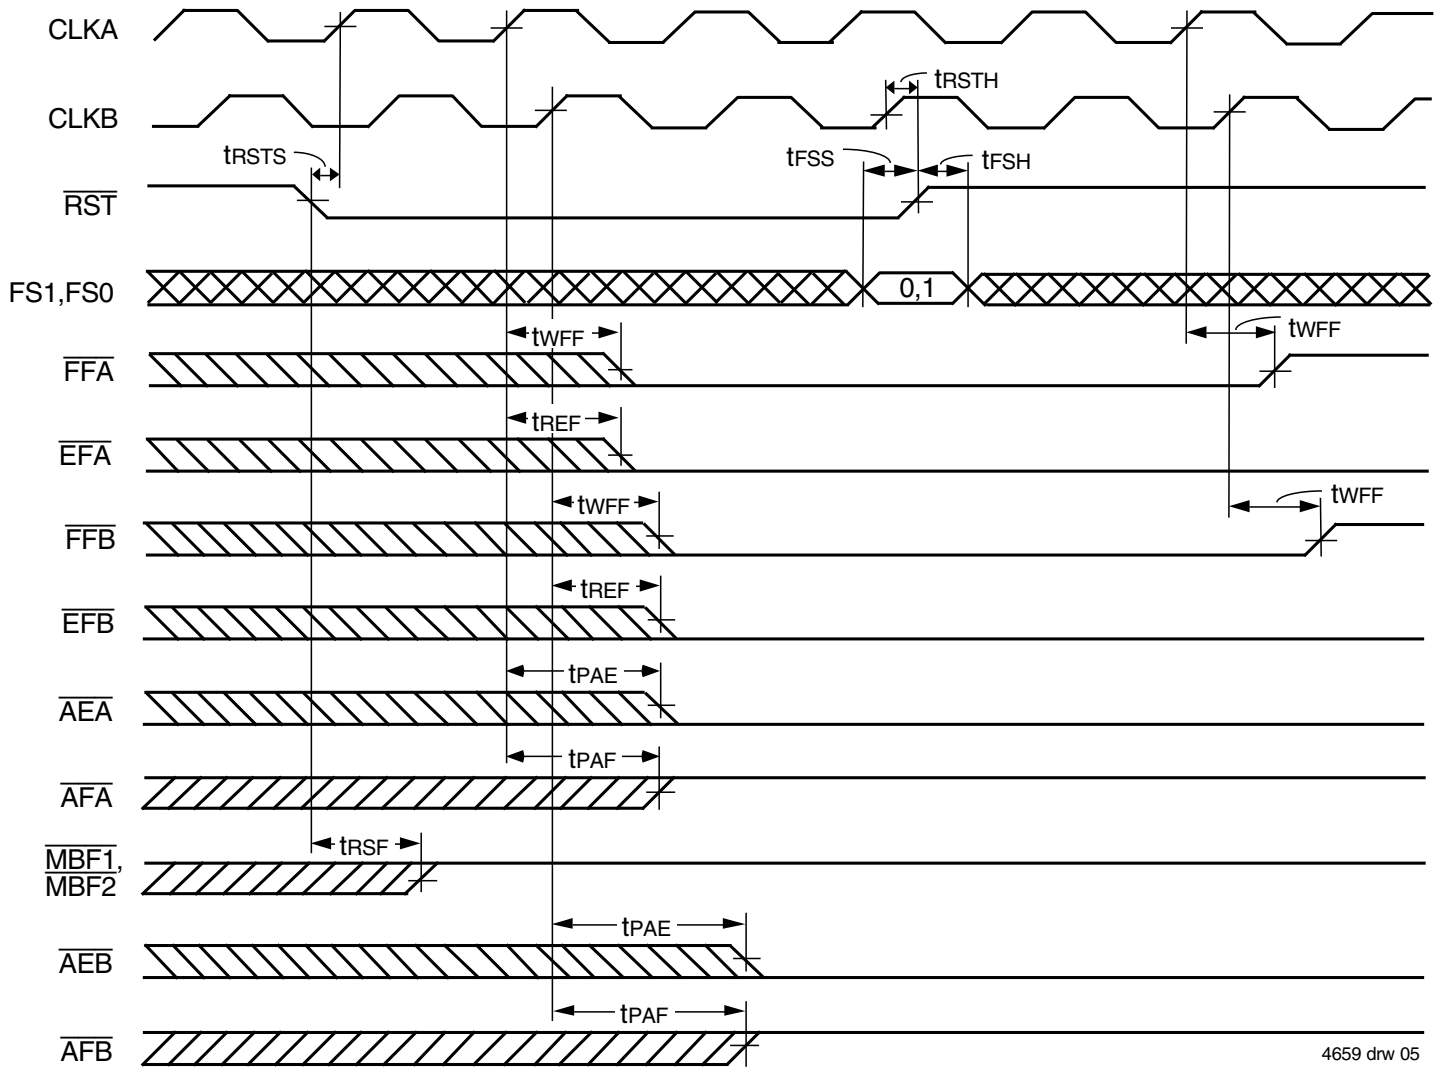 CLKA
CLKB
tRSTH
tRSTS
tFSS
tFSH
RST
FS1,FS0
0,1
tWFF
tWFF
FFA
tREF
EFA
tWFF
tWFF
FFB
tREF
EFB
tPAE
AEA
tPAF
AFA
tRSF
MBF1,
MBF2
tPAE
AEB
tPAF
AFB
4659 drw 05